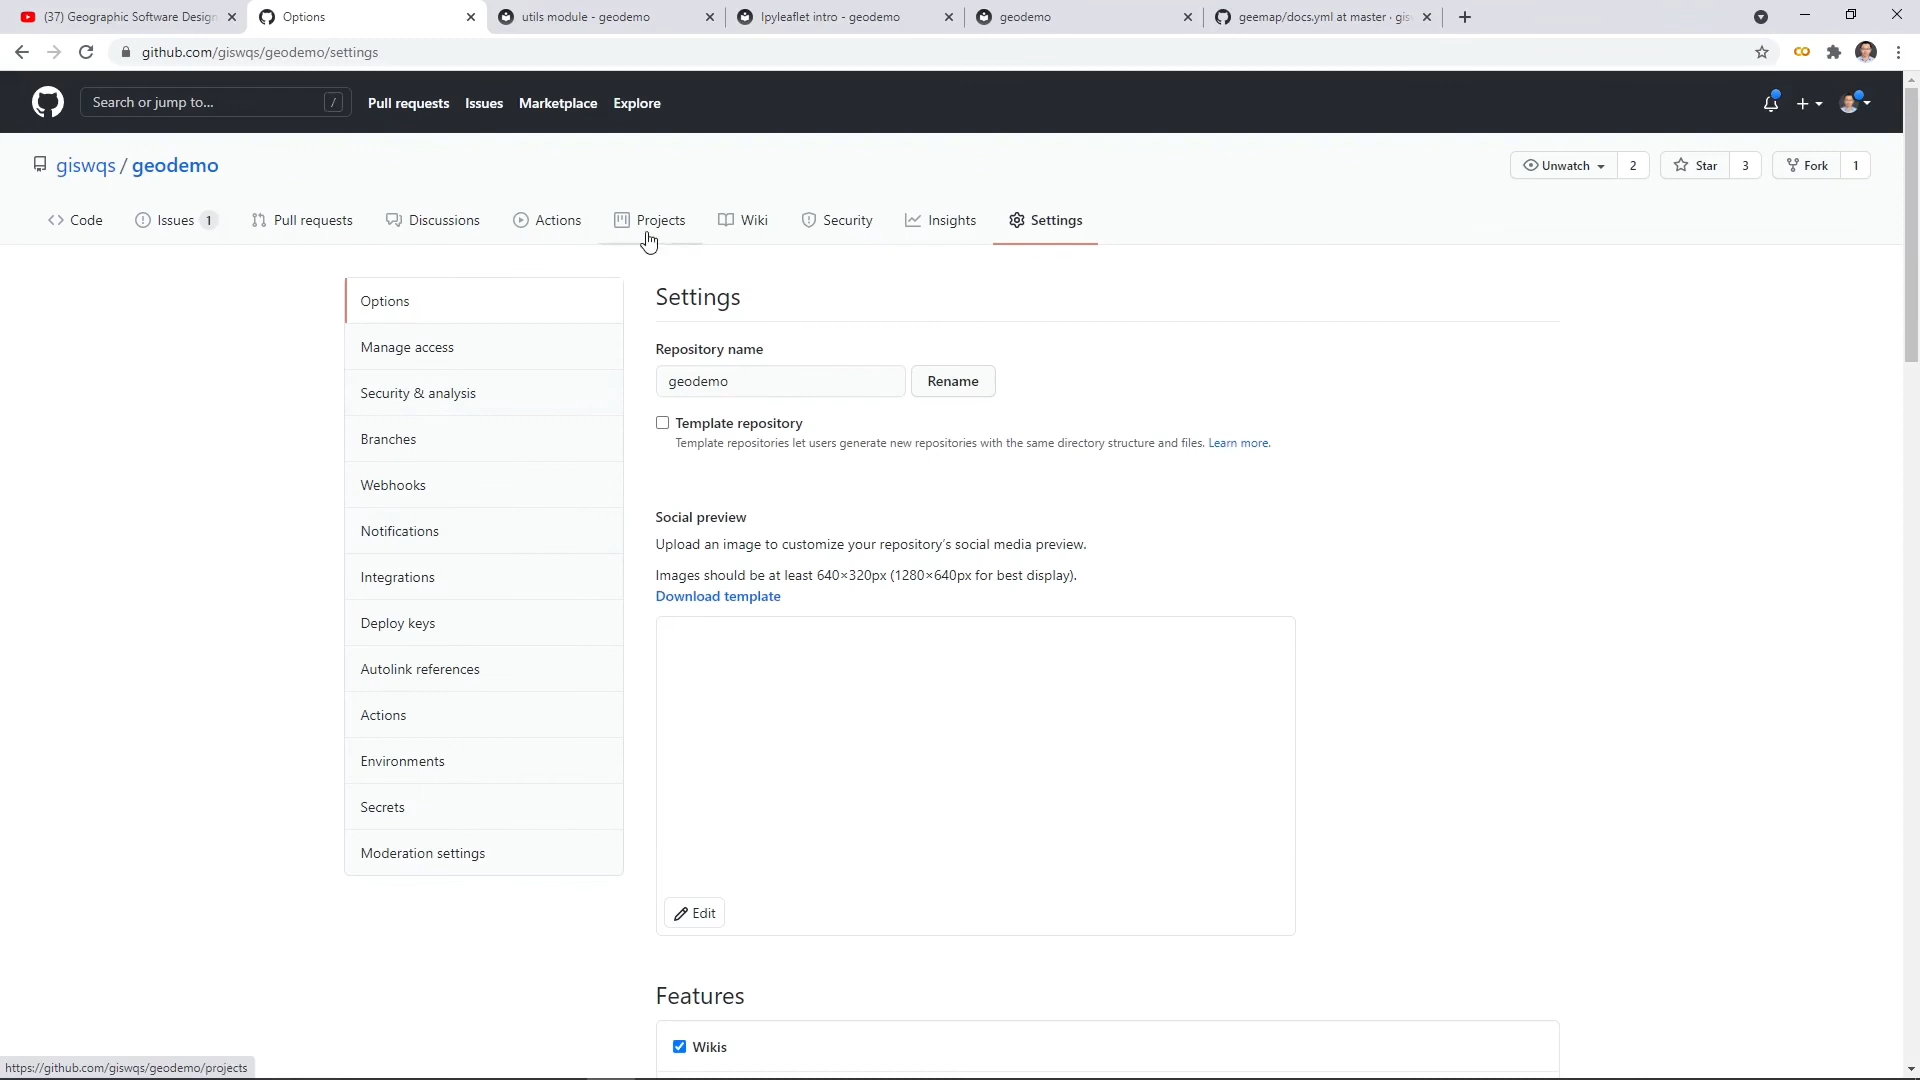 (37) Geographic Software Design
Options
utils module - geodemo
Ipyleaflet intro - geodemo
geodemo
geemap/docs.yml at master · gis
github.com/giswqs/geodemo/settings
Search or jump to...
/
Pull requests
Issues
Marketplace
Explore
giswqs / geodemo
Unwatch
2
Star
3
Fork
1
Code
Issues 1
Pull requests
Discussions
Actions
Projects
Wiki
Security
Insights
Settings
Options
Manage access
Security & analysis
Branches
Webhooks
Notifications
Integrations
Deploy keys
Autolink references
Actions
Environments
Secrets
Moderation settings
Settings
Repository name
geodemo
Rename
Template repository
Template repositories let users generate new repositories with the same directory structure and files. Learn more.
Social preview
Upload an image to customize your repository’s social media preview.
Images should be at least 640×320px (1280×640px for best display).
Download template
Edit
Features
Wikis
https://github.com/giswqs/geodemo/projects